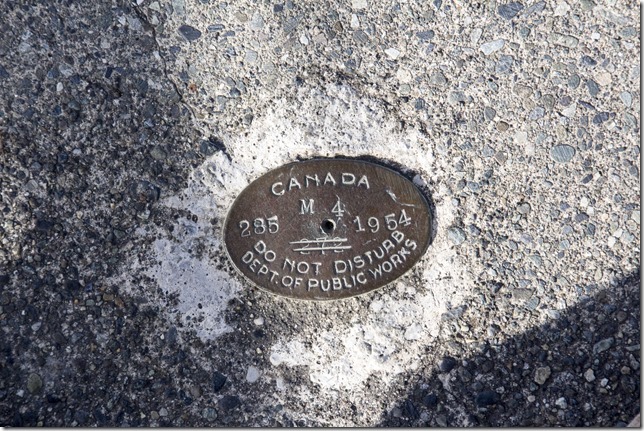 CANADA
M 4
285 1954
DO NOT DISTURB
DEPT. OF PUBLIC WORKS